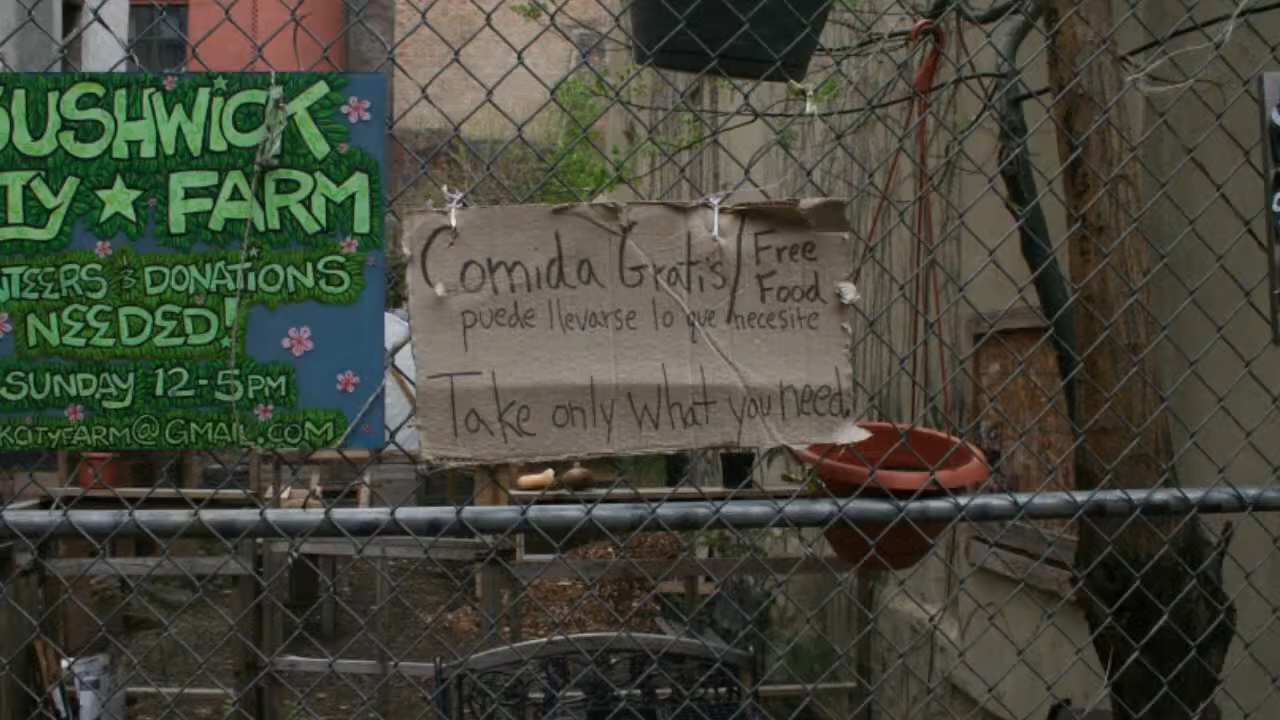 BUSHWICK
TY ★ FARM
NTEERS & DONATIONS
NEEDED!
SUNDAY 12-5PM
KCITYFARM@GMAIL.COM
Comida Gratis/Free Food
puede llevarse lo que necesite
Take only what you need!